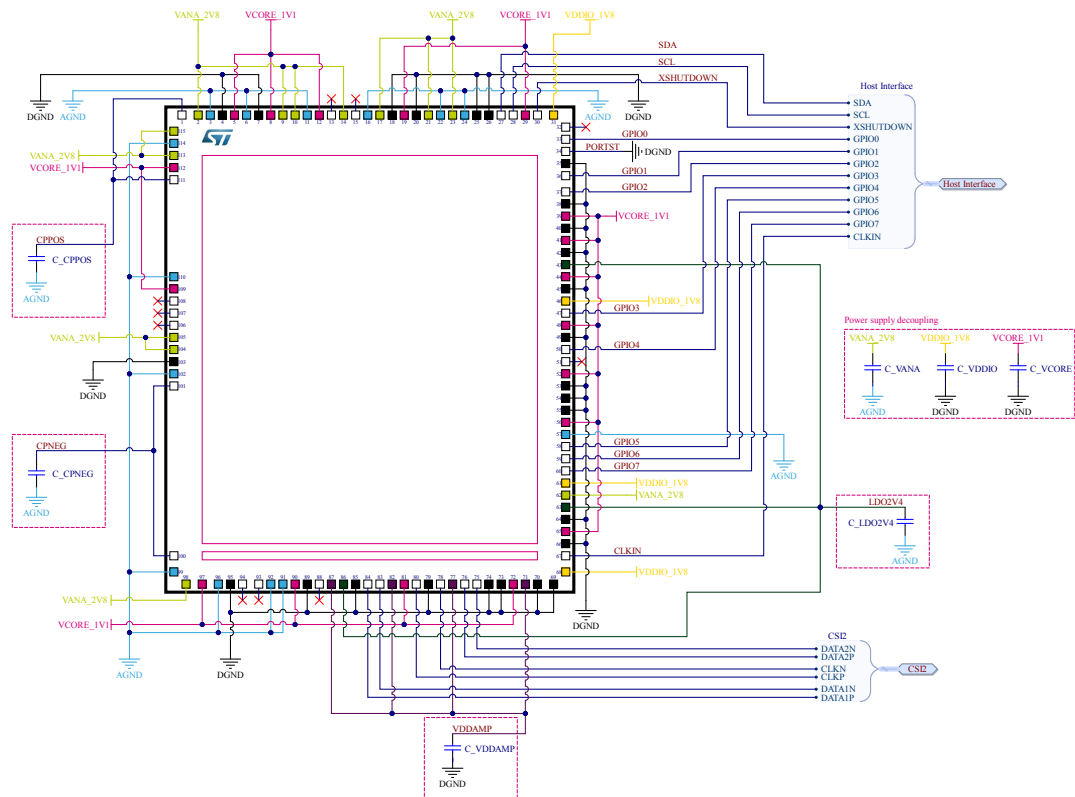 VANA_2V8
VCORE_1V1
VANA_2V8
VCORE_1V1
VDDIO_1V8
SDA
SCL
XSHUTDOWN
DGND
AGND
AGND
DGND
Host Interface
SDA
SCL
XSHUTDOWN
GPIO0
GPIO1
GPIO2
GPIO3
GPIO4
GPIO5
GPIO6
GPIO7
CLKIN
Host Interface
ST
GPIO0
PORTST
DGND
GPIO1
GPIO2
VANA_2V8
VCORE_1V1
VCORE_1V1
CPPOS
C_CPPOS
AGND
VDDIO_1V8
GPIO3
GPIO4
VANA_2V8
DGND
Power supply decoupling
VANA_2V8
VDDIO_1V8
VCORE_1V1
C_VANA
C_VDDIO
C_VCORE
AGND
DGND
DGND
CPNEG
C_CPNEG
AGND
GPIO5
GPIO6
GPIO7
AGND
VDDIO_1V8
VANA_2V8
LDO2V4
C_LDO2V4
AGND
CLKIN
VDDIO_1V8
VANA_2V8
VCORE_1V1
DGND
AGND
DGND
CSI2
DATA2N
DATA2P
CLKN
CLKP
DATA1N
DATA1P
CSI2
VDDAMP
C_VDDAMP
DGND